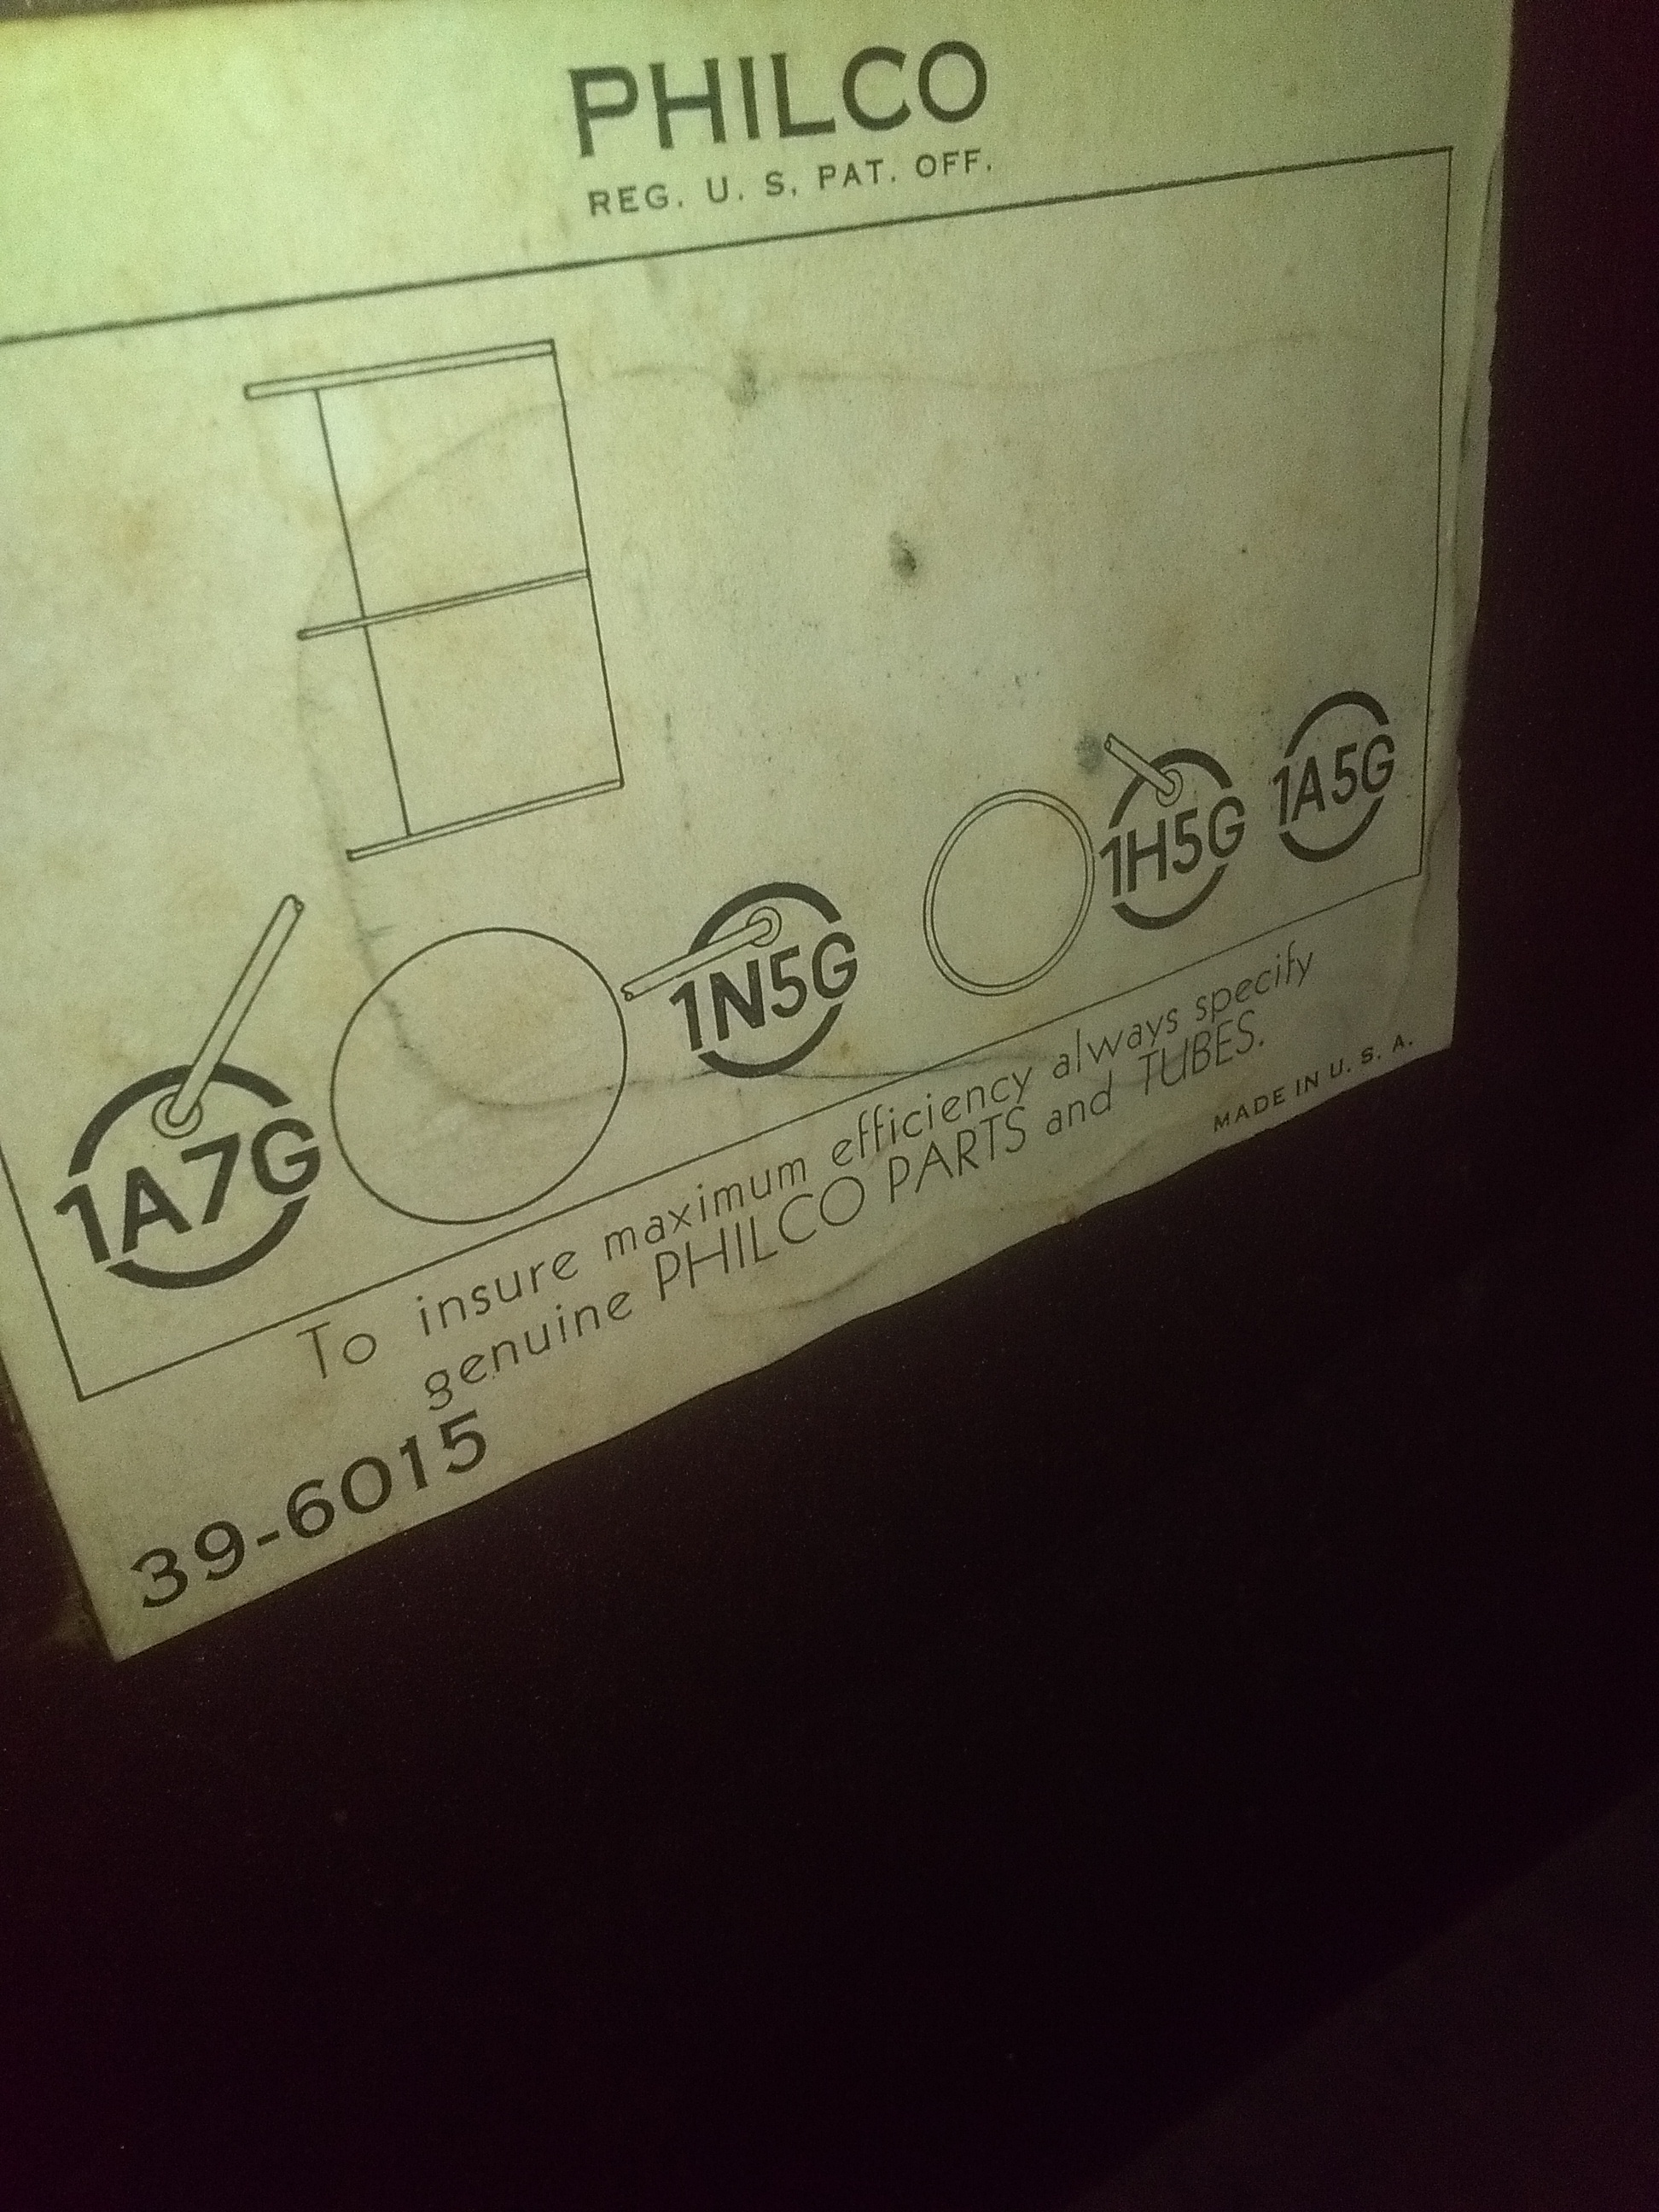 PHILCO
REG. U. S. PAT. OFF.
1A7G
1N5G
1H5G
1A5G
To insure maximum efficiency always specify
genuine PHILCO PARTS and TUBES.
39-6015
MADE IN U. S. A.